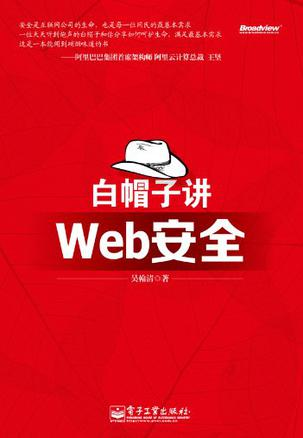 Broadview
安全是互联网公司的生命，也是每一位网民的最基本需求
一位天天听到炮声的白帽子和你分享如何呵护生命，满足最基本需求
这是一本能闻到硝烟味道的书
——阿里巴巴集团首席架构师 阿里云计算总裁 王坚
白帽子讲
Web安全
吴翰清◎著
电子工业出版社